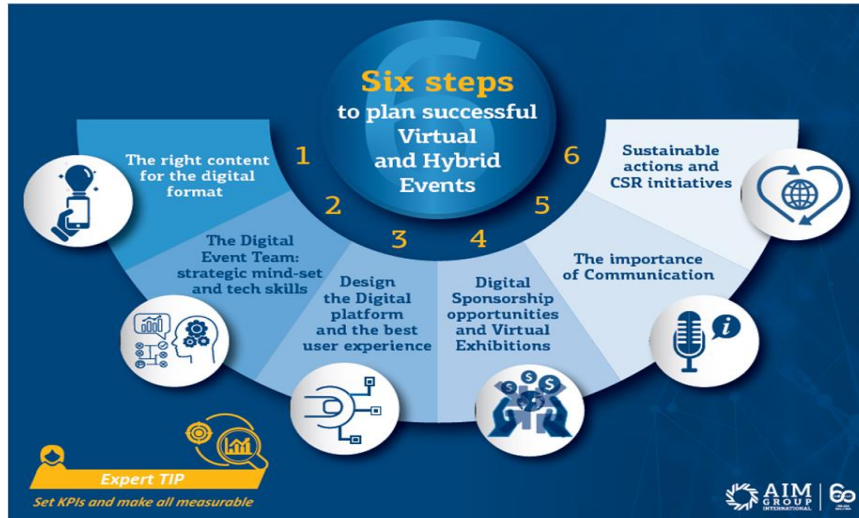 Six steps
to plan successful
Virtual
and Hybrid
Events
1
The right content
for the digital
format
2
The Digital
Event Team:
strategic mind-set
and tech skills
3
Design
the Digital
platform
and the best
user experience
4
Digital
Sponsorship
opportunities
and Virtual
Exhibitions
5
The importance
of Communication
6
Sustainable
actions and
CSR initiatives
Expert TIP
Set KPIs and make all measurable
AIM
GROUP
INTERNATIONAL
60